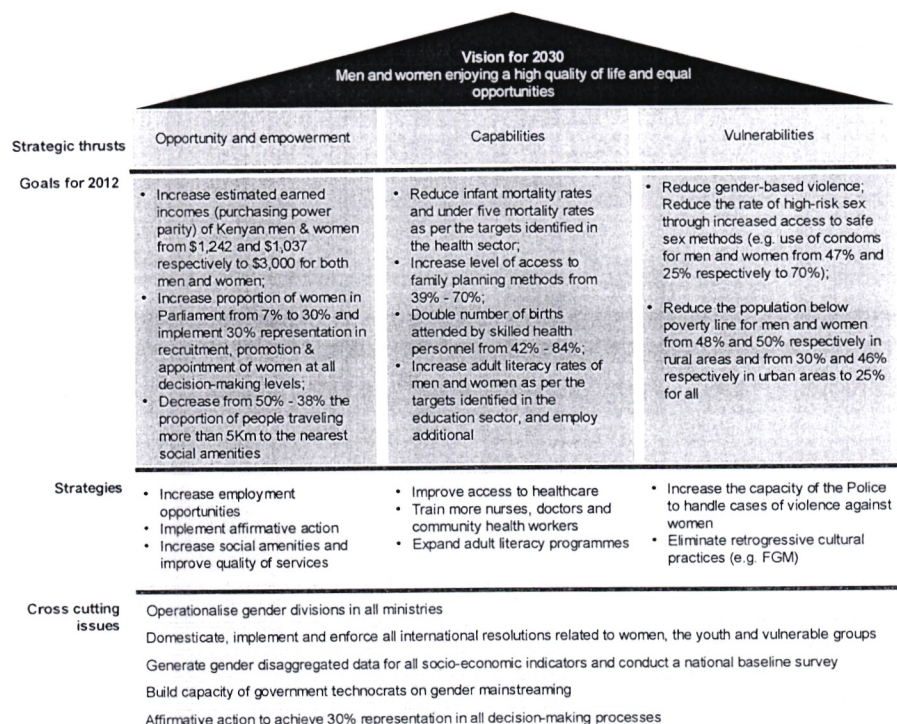 Vision for 2030
Men and women enjoying a high quality of life and equal
opportunities
Strategic thrusts
Opportunity and empowerment
Capabilities
Vulnerabilities
Goals for 2012
• Increase estimated earned
incomes (purchasing power
parity) of Kenyan men & women
from $1,242 and $1,037
respectively to $3,000 for both
men and women;
• Increase proportion of women in
Parliament from 7% to 30% and
implement 30% representation in
recruitment, promotion &
appointment of women at all
decision-making levels;
• Decrease from 50% - 38% the
proportion of people traveling
more than 5Km to the nearest
social amenities
• Reduce infant mortality rates
and under five mortality rates
as per the targets identified in
the health sector;
• Increase level of access to
family planning methods from
39% - 70%;
• Double number of births
attended by skilled health
personnel from 42% - 84%;
• Increase adult literacy rates of
men and women as per the
targets identified in the
education sector, and employ
additional
• Reduce gender-based violence;
Reduce the rate of high-risk sex
through increased access to safe
sex methods (e.g. use of condoms
for men and women from 47% and
25% respectively to 70%);
• Reduce the population below
poverty line for men and women
from 48% and 50% respectively in
rural areas and from 30% and 46%
respectively in urban areas to 25%
for all
Strategies
• Increase employment
opportunities
• Implement affirmative action
• Increase social amenities and
improve quality of services
• Improve access to healthcare
• Train more nurses, doctors and
community health workers
• Expand adult literacy programmes
• Increase the capacity of the Police
to handle cases of violence against
women
• Eliminate retrogressive cultural
practices (e.g. FGM)
Cross cutting
issues
Operationalise gender divisions in all ministries
Domesticate, implement and enforce all international resolutions related to women, the youth and vulnerable groups
Generate gender disaggregated data for all socio-economic indicators and conduct a national baseline survey
Build capacity of government technocrats on gender mainstreaming
Affirmative action to achieve 30% representation in all decision-making processes